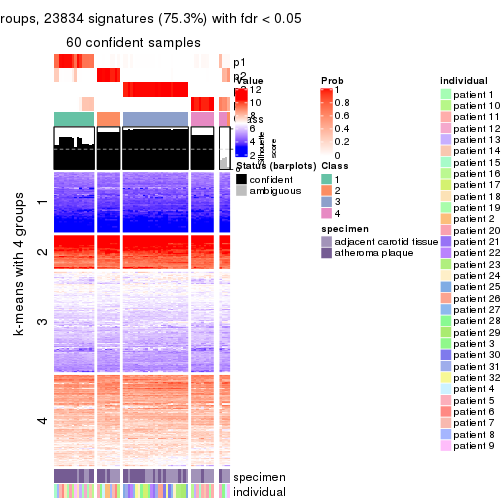 roups, 23834 signatures (75.3%) with fdr < 0.05
60 confident samples
p1
p2
1
2
3
4
k-means with 4 groups
specimen
individual
Value
12
10
8
6
4
2
Silhouette
score
Status (barplots)
confident
ambiguous
Prob
1
0.8
0.6
0.4
0.2
0
Class
1
2
3
4
specimen
adjacent carotid tissue
atheroma plaque
individual
patient 1
patient 10
patient 11
patient 12
patient 13
patient 14
patient 15
patient 16
patient 17
patient 18
patient 19
patient 2
patient 20
patient 21
patient 22
patient 23
patient 24
patient 25
patient 26
patient 27
patient 28
patient 29
patient 3
patient 30
patient 31
patient 32
patient 4
patient 5
patient 6
patient 7
patient 8
patient 9